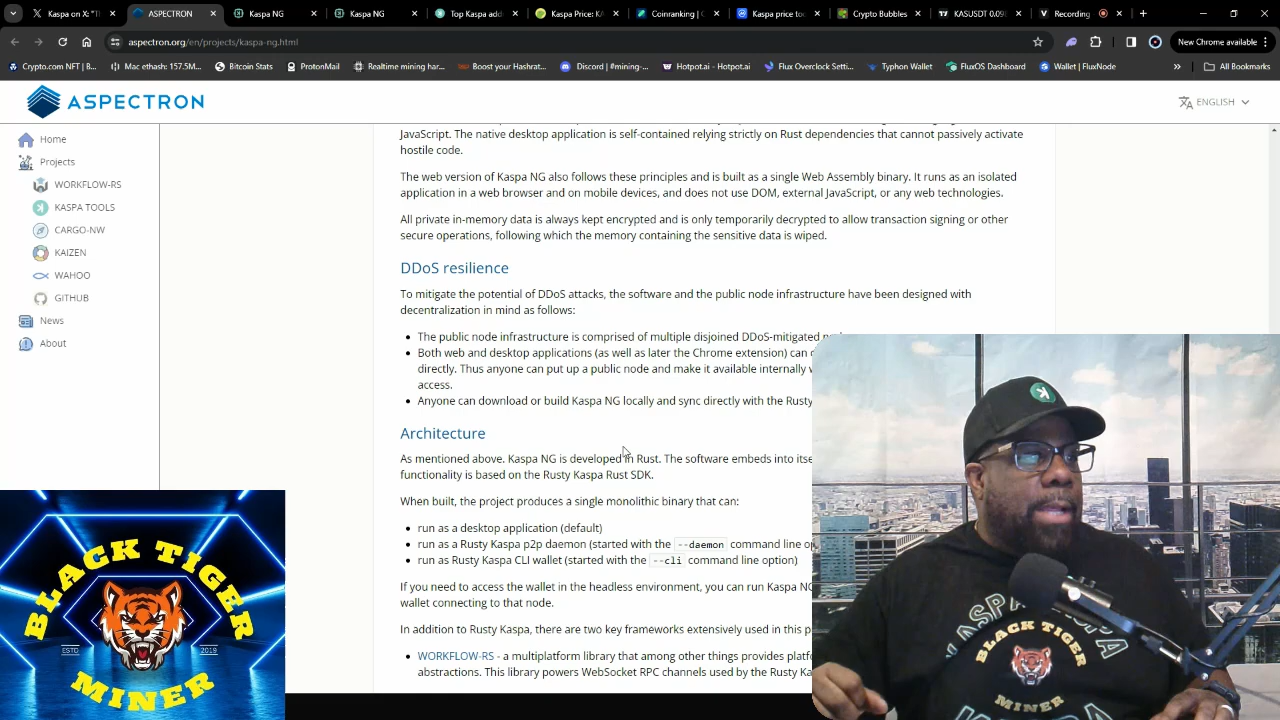 Kaspa on X: "T
ASPECTRON
Kaspa NG
Kaspa NG
Top Kaspa add
Kaspa Price: KA
Coinranking | C
Kaspa price to
Crypto Bubbles
KASUSDT 0.09
Recording
aspectron.org/en/projects/kaspa-ng.html
New Chrome available
Crypto.com NFT | B...
Mac ethash: 157.5M...
Bitcoin Stats
ProtonMail
Realtime mining har...
Boost your Hashrat...
Discord | #mining-...
Hotpot.ai - Hotpot.ai
Flux Overclock Setti...
Typhon Wallet
FluxOS Dashboard
Wallet | FluxNode
»
All Bookmarks
ASPECTRON
ENGLISH
Home
Projects
WORKFLOW-RS
KASPA TOOLS
CARGO-NW
KAIZEN
WAHOO
GITHUB
News
About
JavaScript. The native desktop application is self-contained relying strictly on Rust dependencies that cannot passively activate
hostile code.
The web version of Kaspa NG also follows these principles and is built as a single Web Assembly binary. It runs as an isolated
application in a web browser and on mobile devices, and does not use DOM, external JavaScript, or any web technologies.
All private in-memory data is always kept encrypted and is only temporarily decrypted to allow transaction signing or other
secure operations, following which the memory containing the sensitive data is wiped.
DDoS resilience
To mitigate the potential of DDoS attacks, the software and the public node infrastructure have been designed with
decentralization in mind as follows:
• The public node infrastructure is comprised of multiple disjoined DDoS-mitigated
• Both web and desktop applications (as well as later the Chrome extension) can
directly. Thus anyone can put up a public node and make it available internally
access.
• Anyone can download or build Kaspa NG locally and sync directly with the Rusty
Architecture
As mentioned above. Kaspa NG is developed in Rust. The software embeds into itse
functionality is based on the Rusty Kaspa Rust SDK.
When built, the project produces a single monolithic binary that can:
• run as a desktop application (default)
• run as a Rusty Kaspa p2p daemon (started with the --daemon command line op
• run as Rusty Kaspa CLI wallet (started with the --cli command line option)
If you need to access the wallet in the headless environment, you can run Kaspa NG
wallet connecting to that node.
In addition to Rusty Kaspa, there are two key frameworks extensively used in this p
• WORKFLOW-RS - a multiplatform library that among other things provides platf
abstractions. This library powers WebSocket RPC channels used by the Rusty Ka
BLACK TIGER
ESTD 2019
MINER
KASPA
BLACK TIGER
MINER